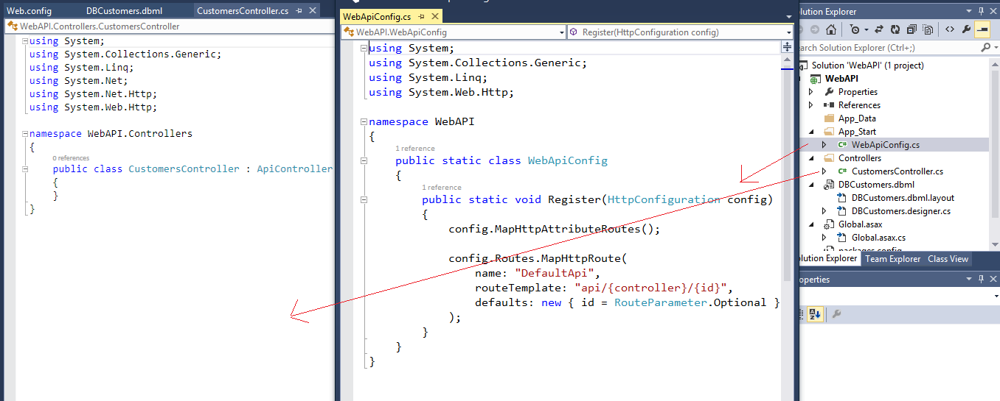 Web.config
DBCustomers.dbml
CustomersController.cs
WebAPI.Controllers.CustomersController
using System;
using System.Collections.Generic;
using System.Linq;
using System.Net;
using System.Net.Http;
using System.Web.Http;
namespace WebAPI.Controllers
{
0 references
public class CustomersController : ApiController
{
}
}
WebApiConfig.cs
WebAPI.WebApiConfig
Register(HttpConfiguration config)
using System;
using System.Collections.Generic;
using System.Linq;
using System.Web.Http;
namespace WebAPI
{
1 reference
public static class WebApiConfig
{
1 reference
public static void Register(HttpConfiguration config)
{
config.MapHttpAttributeRoutes();
config.Routes.MapHttpRoute(
name: "DefaultApi",
routeTemplate: "api/{controller}/{id}",
defaults: new { id = RouteParameter.Optional }
);
}
}
}
olution Explorer
earch Solution Explorer (Ctrl+;)
Solution 'WebAPI' (1 project)
WebAPI
Properties
References
App_Data
App_Start
C# WebApiConfig.cs
Controllers
C# CustomersController.cs
DBCustomers.dbml
DBCustomers.dbml.layout
DBCustomers.designer.cs
Global.asax
Global.asax.cs
packages.config
olution Explorer
Team Explorer
Class View
operties